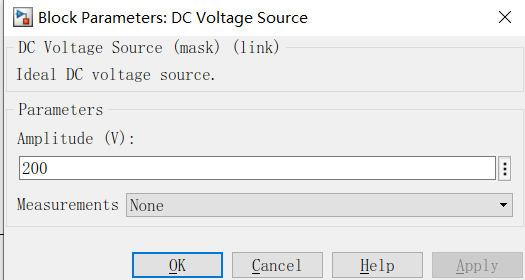 Block Parameters: DC Voltage Source
DC Voltage Source (mask) (link)
Ideal DC voltage source.
Parameters
Amplitude (V):
200
Measurements None
OK Cancel Help Apply